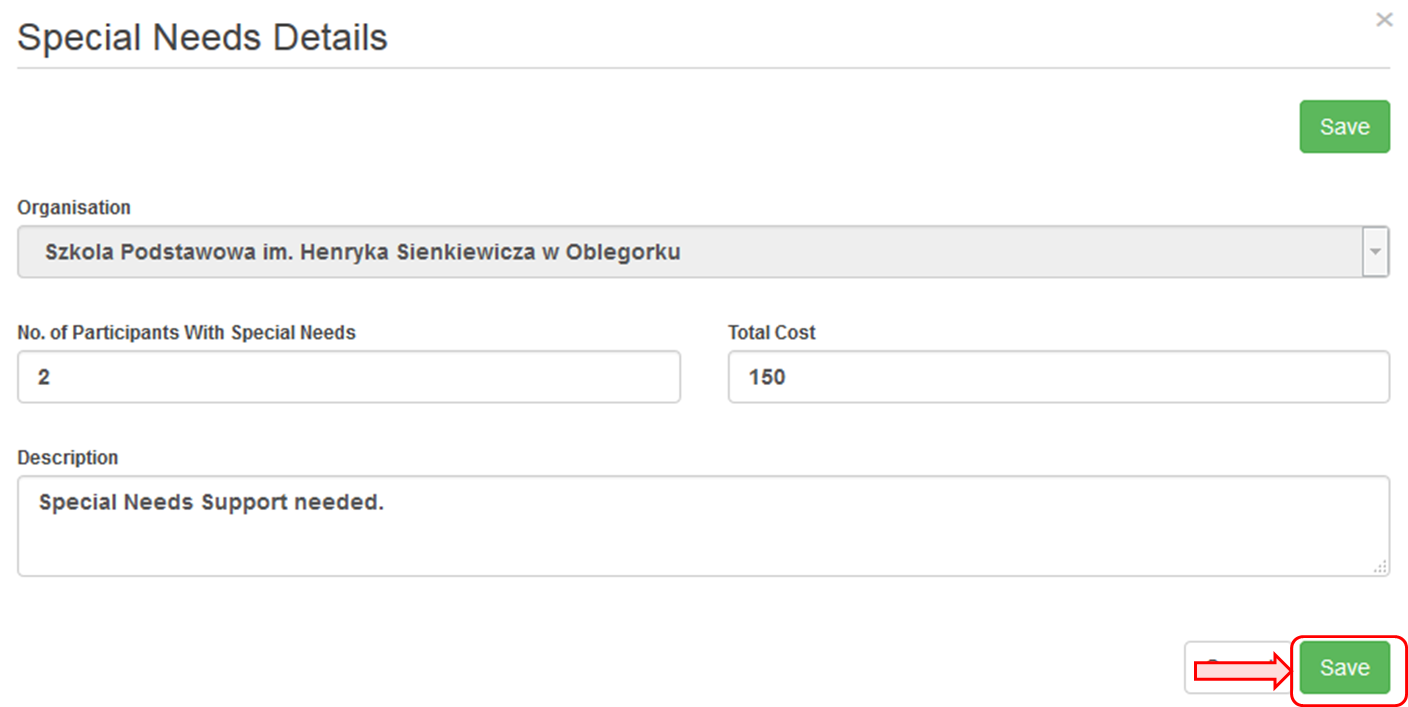 Special Needs Details
×
Save
Organisation
Szkola Podstawowa im. Henryka Sienkiewicza w Oblegorku
No. of Participants With Special Needs
Total Cost
2
150
Description
Special Needs Support needed.
Save